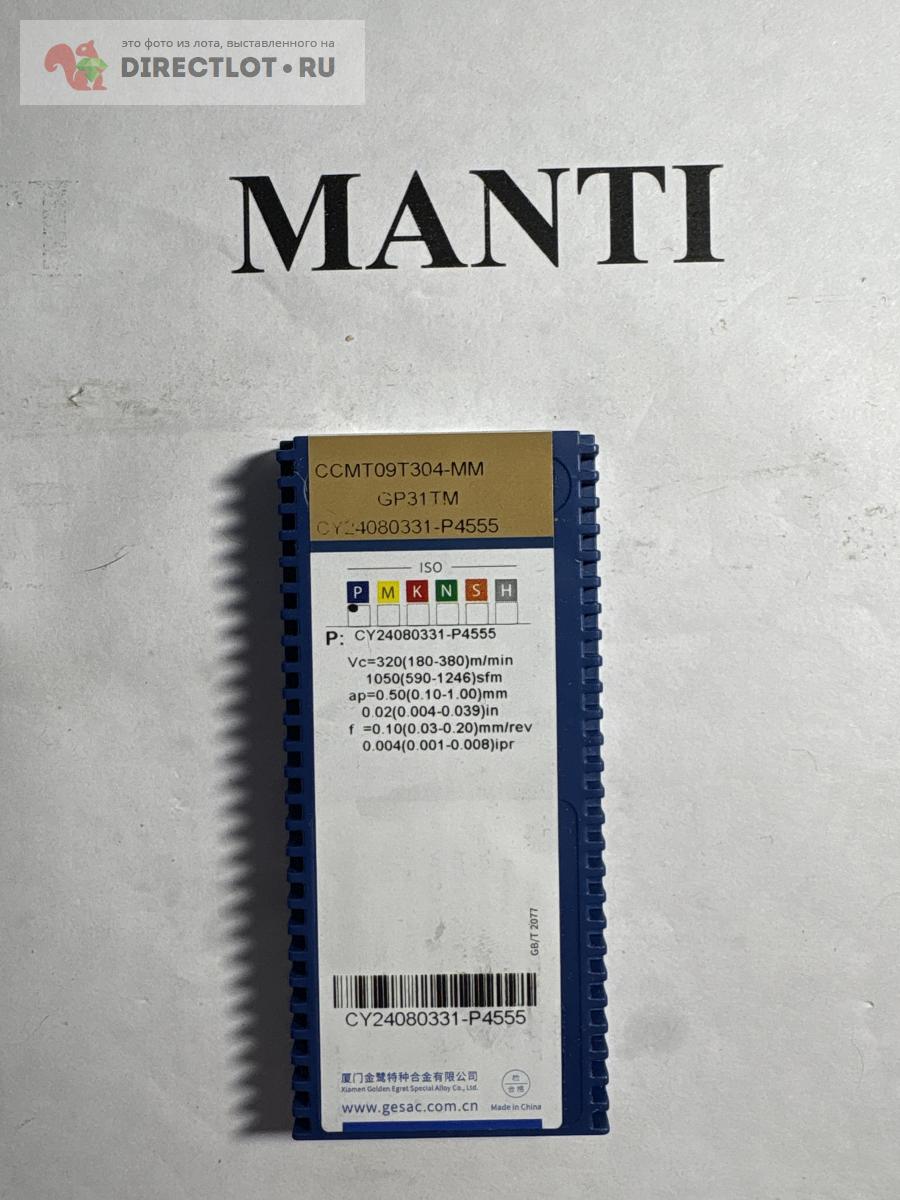 это фото из лота, выставленного на
DIRECTLOT•RU
MANTI
CCMT09T304-MM
GP31TM
CY24080331-P4555
ISO
P M K N S H
P: CY24080331-P4555
Vc=320(180-380)m/min
1050(590-1246)sfm
ap=0.50(0.10-1.00)mm
0.02(0.004-0.039)in
f =0.10(0.03-0.20)mm/rev
0.004(0.001-0.008)ipr
GB/T 2077
CY24080331-P4555
厦门金鹭特种合金有限公司
Xiamen Golden Egret Special Alloy Co., Ltd.
www.gesac.com.cn
合格
Made in China